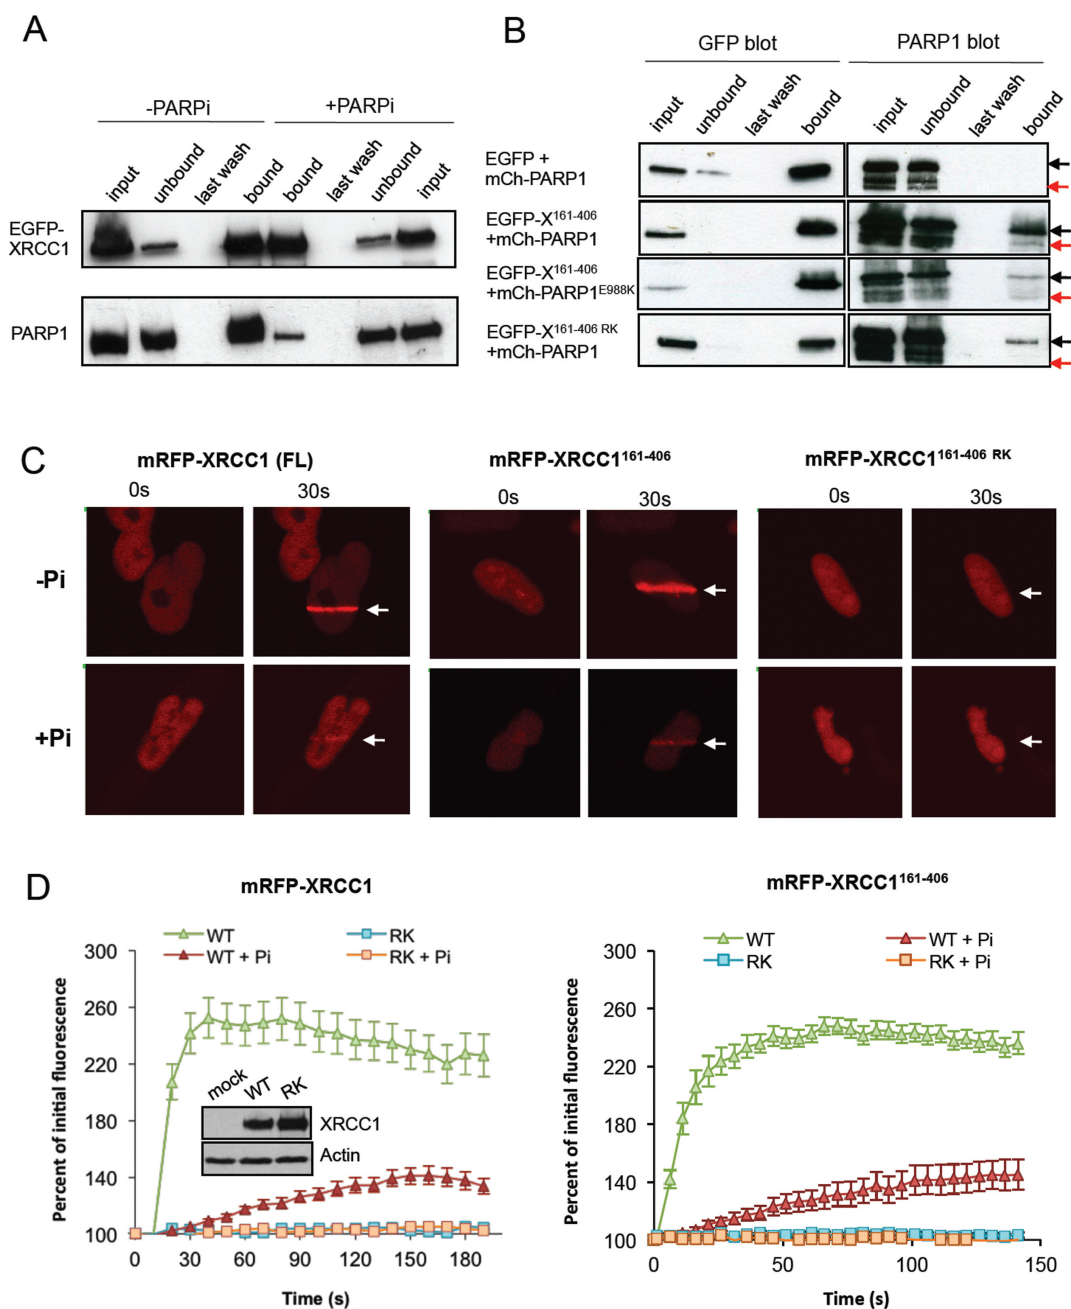 A
-PARPi +PARPi
input unbound last wash bound bound last wash unbound input
EGFP-
XRCC1
PARP1
B
GFP blot PARP1 blot
input unbound last wash bound input unbound last wash bound
EGFP +
mCh-PARP1
EGFP-X161-406
+mCh-PARP1
EGFP-X161-406
+mCh-PARP1E988K
EGFP-X161-406 RK
+mCh-PARP1
C
mRFP-XRCC1 (FL) mRFP-XRCC1161-406 mRFP-XRCC1161-406 RK
0s 30s 0s 30s 0s 30s
-Pi
+Pi
D
mRFP-XRCC1
WT RK
WT + Pi RK + Pi
Percent of initial fluorescence
300
260
220
180
140
100
mock WT RK
XRCC1
Actin
0 30 60 90 120 150 180
Time (s)
mRFP-XRCC1161-406
WT WT + Pi
RK RK + Pi
Percent of initial fluorescence
300
260
220
180
140
100
0 50 100 150
Time (s)